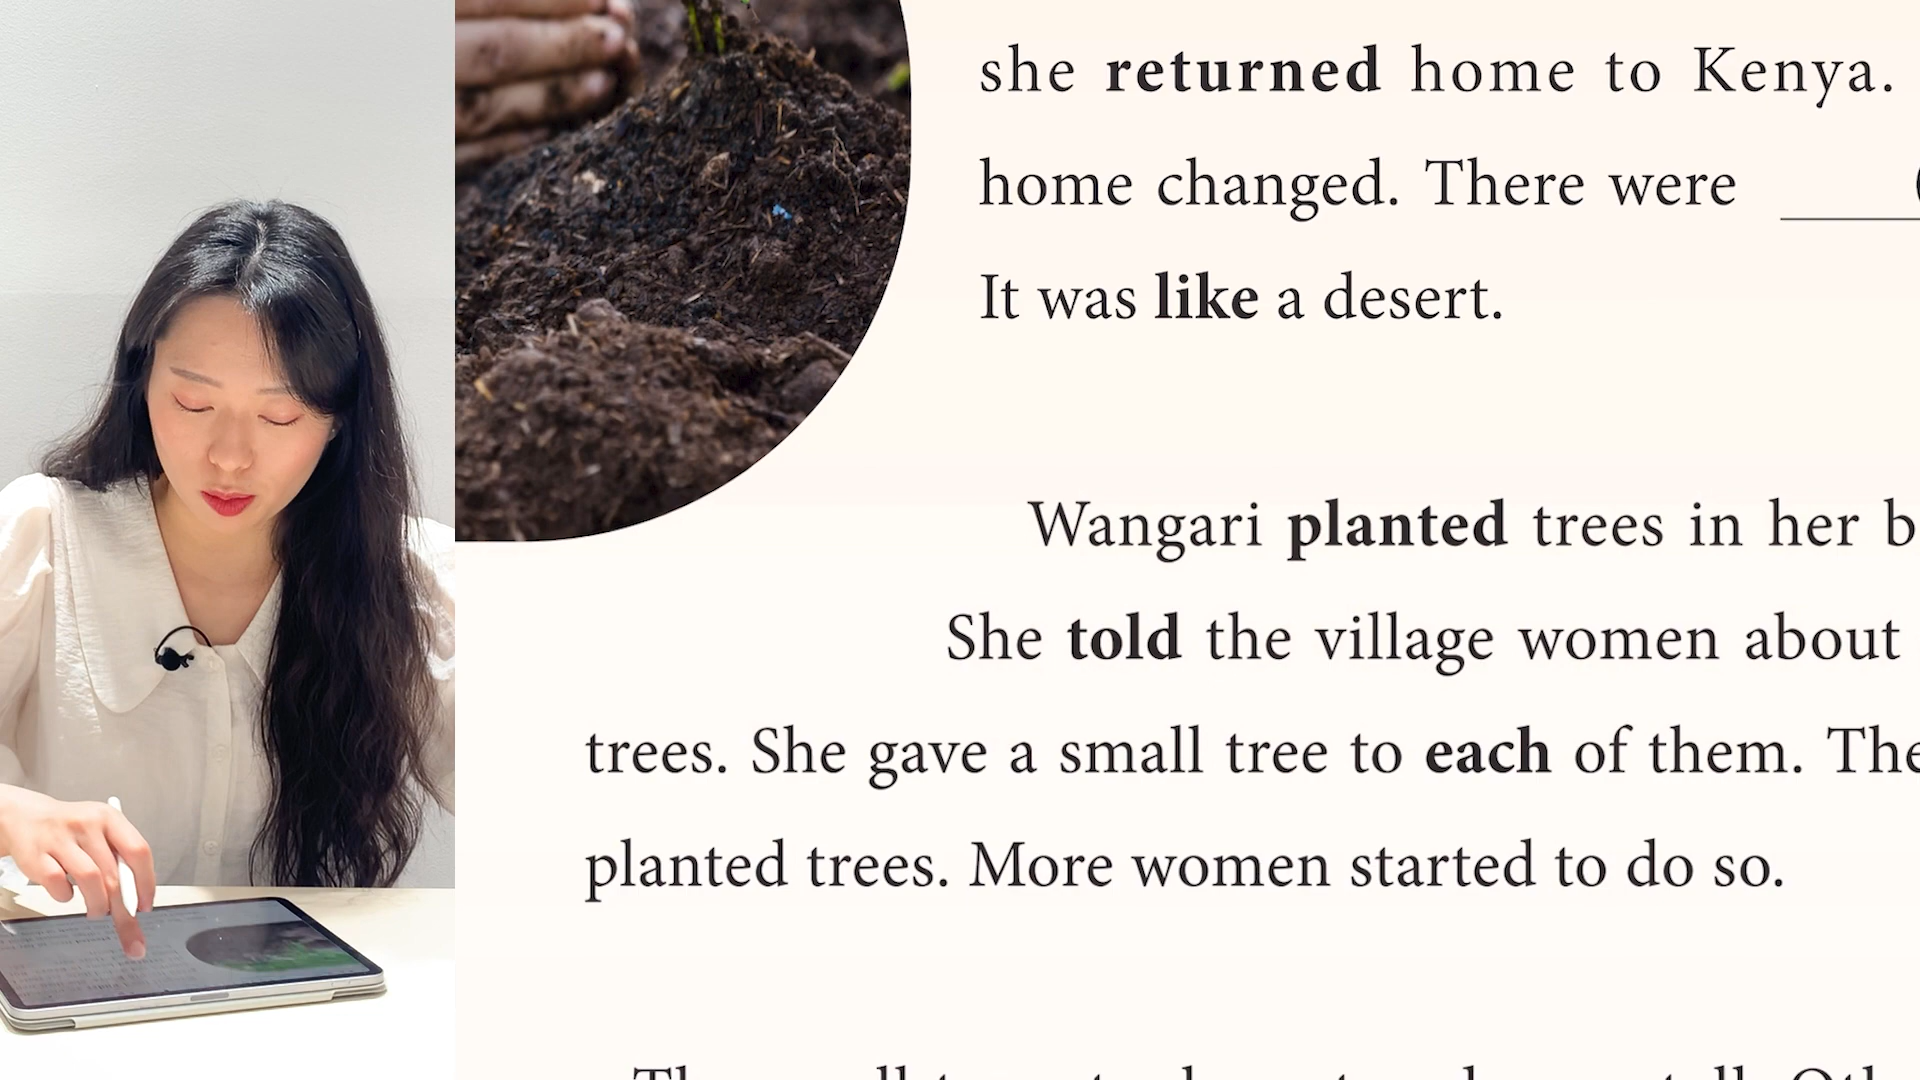 she returned home to Kenya.
home changed. There were
It was like a desert.
Wangari planted trees in her
She told the village women about
trees. She gave a small tree to each of them.
planted trees. More women started to do so.